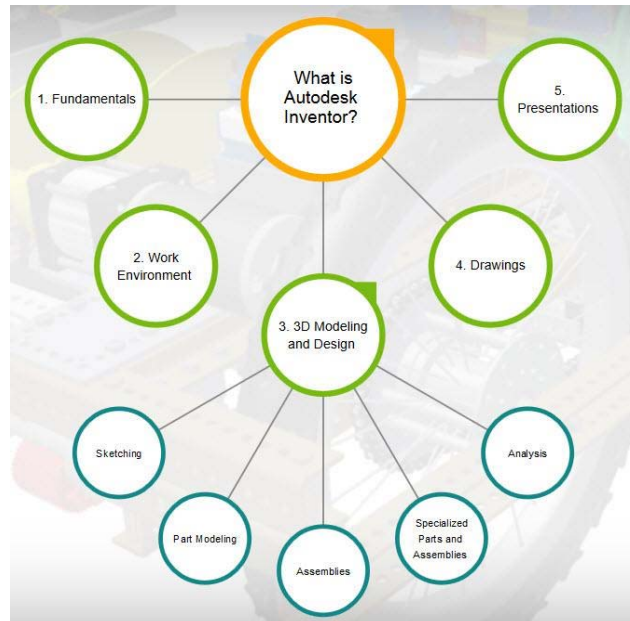 What is
Autodesk
Inventor?
1. Fundamentals
5.
Presentations
2. Work
Environment
4. Drawings
3. 3D Modeling
and Design
Sketching
Analysis
Part Modeling
Specialized
Parts and
Assemblies
Assemblies